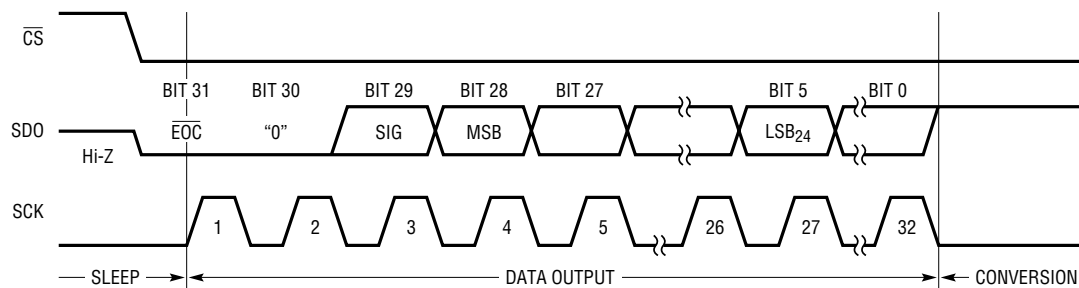 CS
BIT 31 BIT 30 BIT 29 BIT 28 BIT 27 BIT 5 BIT 0
SDO EOC “0” SIG MSB LSB24
Hi-Z
SCK 1 2 3 4 5 26 27 32
SLEEP DATA OUTPUT CONVERSION